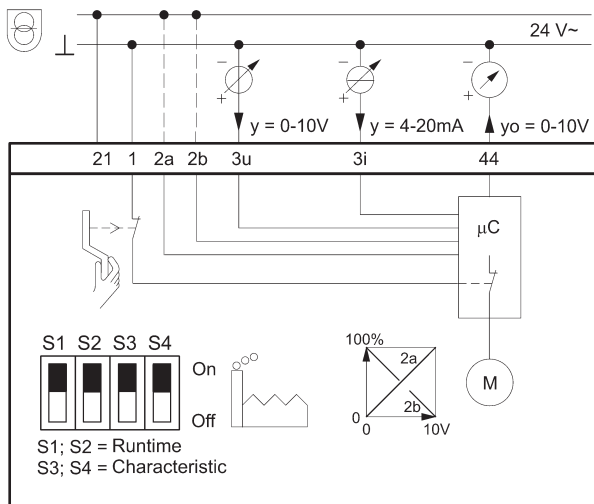 24 V~
⊥
− − −
+ + +
y = 0-10V y = 4-20mA yo = 0-10V
21 1 2a 2b 3u 3i 44
µC
S1 S2 S3 S4
On
Off
S1; S2 = Runtime
S3; S4 = Characteristic
100%
2a
2b
0
0 10V
M